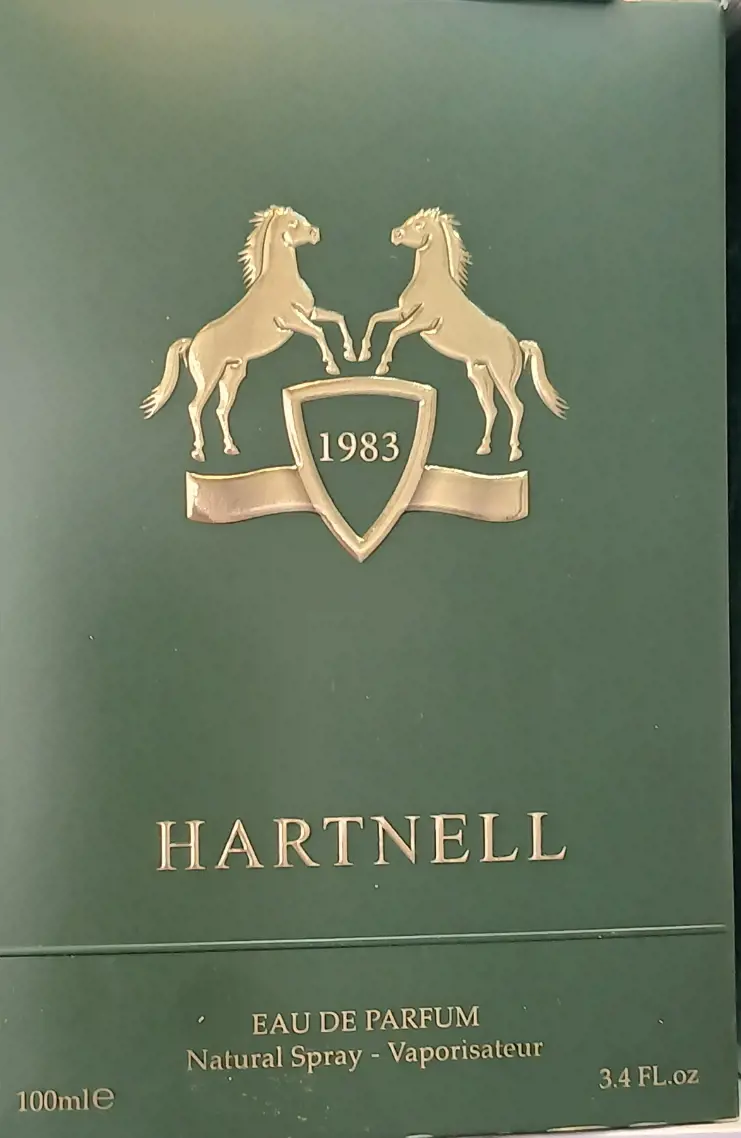 1983
HARTNELL
EAU DE PARFUM
Natural Spray - Vaporisateur
100ml℮
3.4 FL.oz